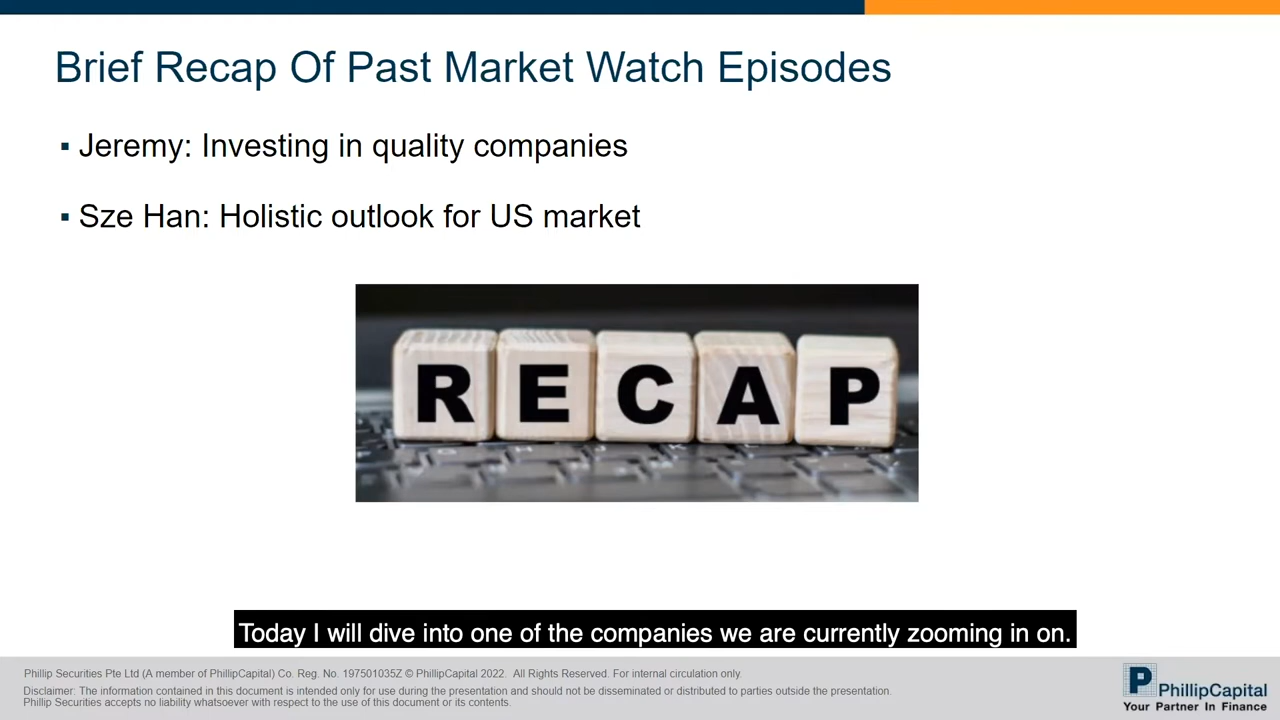 Brief Recap Of Past Market Watch Episodes
▪ Jeremy: Investing in quality companies
▪ Sze Han: Holistic outlook for US market
RECAP
Today I will dive into one of the companies we are currently zooming in on.
Phillip Securities Pte Ltd (A member of PhillipCapital) Co. Reg. No. 197501035Z © PhillipCapital 2022. All Rights Reserved. For internal circulation only.
Disclaimer: The information contained in this document is intended only for use during the presentation and should not be disseminated or distributed to parties outside the presentation.
Phillip Securities accepts no liability whatsoever with respect to the use of this document or its contents.
PhillipCapital
Your Partner In Finance